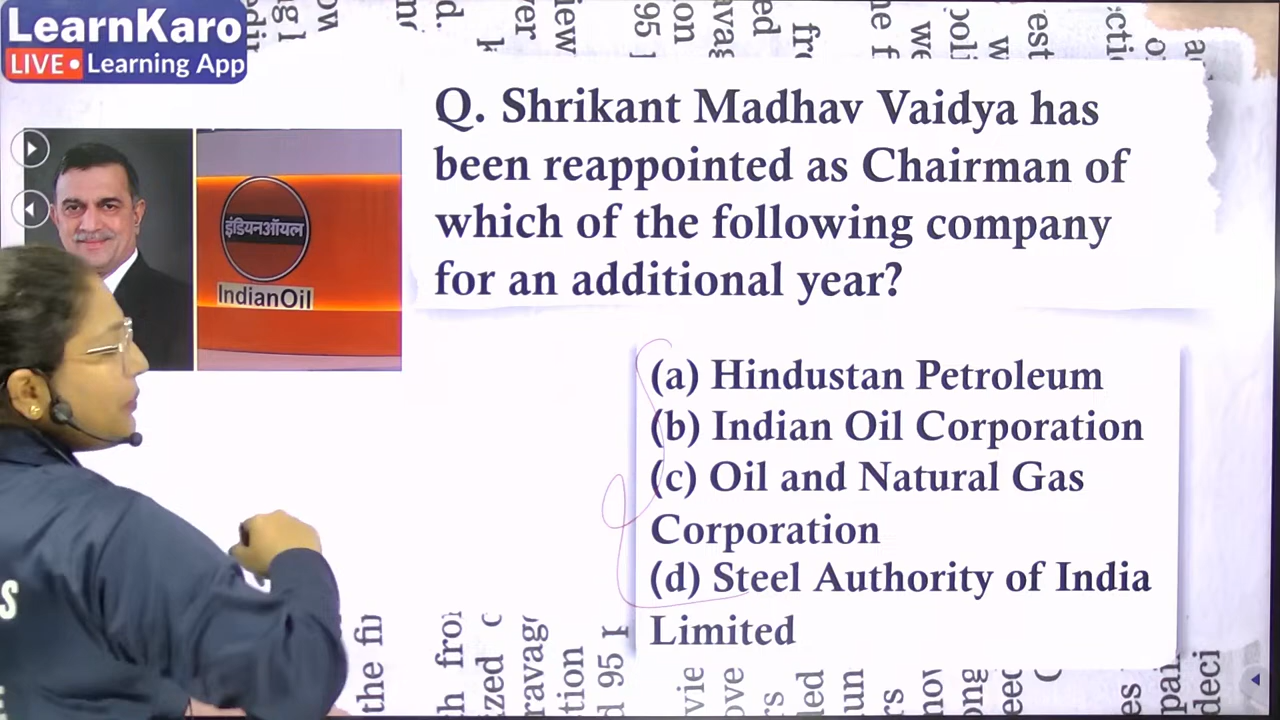 LearnKaro
LIVE • Learning App
Q. Shrikant Madhav Vaidya has
been reappointed as Chairman of
which of the following company
for an additional year?
इंडियनऑयल
IndianOil
(a) Hindustan Petroleum
(b) Indian Oil Corporation
(c) Oil and Natural Gas
Corporation
(d) Steel Authority of India
Limited